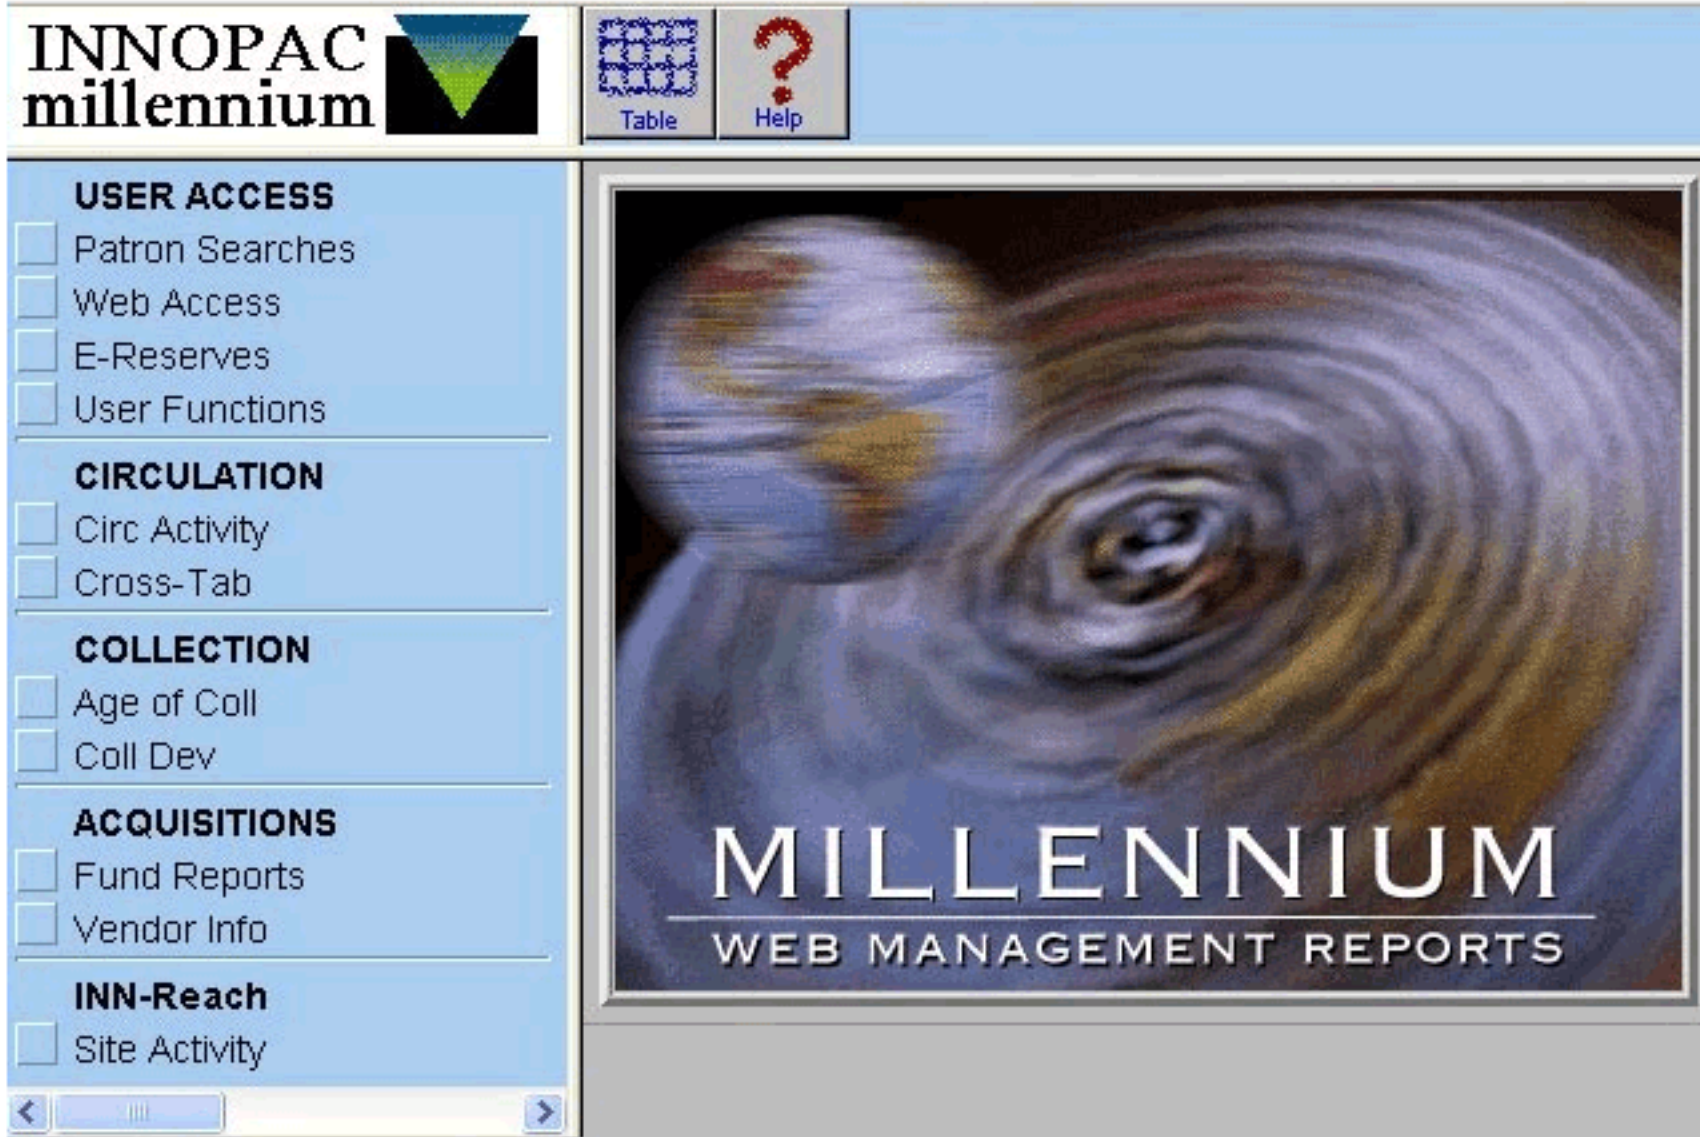 INNOPAC
millennium
Table
Help
USER ACCESS
Patron Searches
Web Access
E-Reserves
User Functions
CIRCULATION
Circ Activity
Cross-Tab
COLLECTION
Age of Coll
Coll Dev
ACQUISITIONS
Fund Reports
Vendor Info
INN-Reach
Site Activity
MILLENNIUM
WEB MANAGEMENT REPORTS